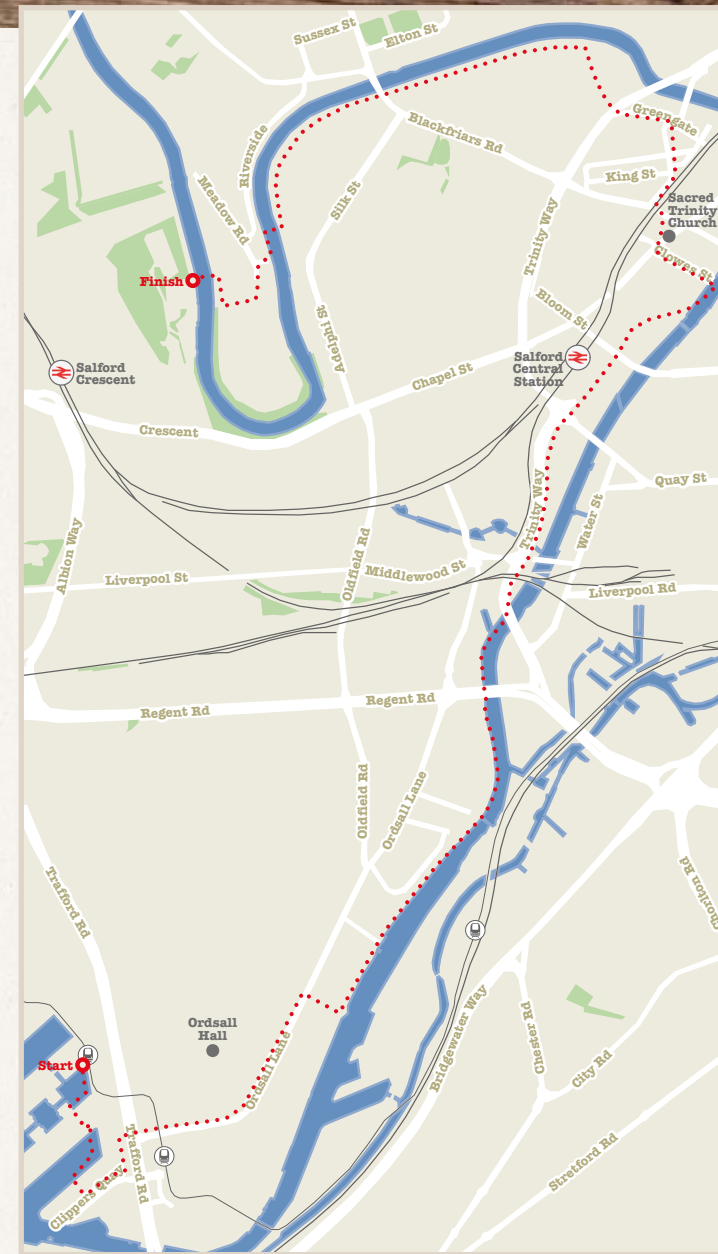 Sussex St
Elton St
Riverside
Blackfriars Rd
Greengate
Meadow Rd
Silk St
King St
Sacred
Trinity
Church
Trinity Way
Clowes St
Finish
Adelphi St
Bloom St
Salford
Crescent
Salford
Central
Station
Chapel St
Crescent
Quay St
Trinity Way
Water St
Albion Way
Oldfield Rd
Liverpool St
Middlewood St
Liverpool Rd
Regent Rd
Regent Rd
Oldfield Rd
Ordsall Lane
Trafford Rd
Chorlton Rd
Ordsall
Hall
Start
Ordsall Lane
Bridgewater Way
Chester Rd
City Rd
Trafford Rd
Clippers Quay
Stretford Rd